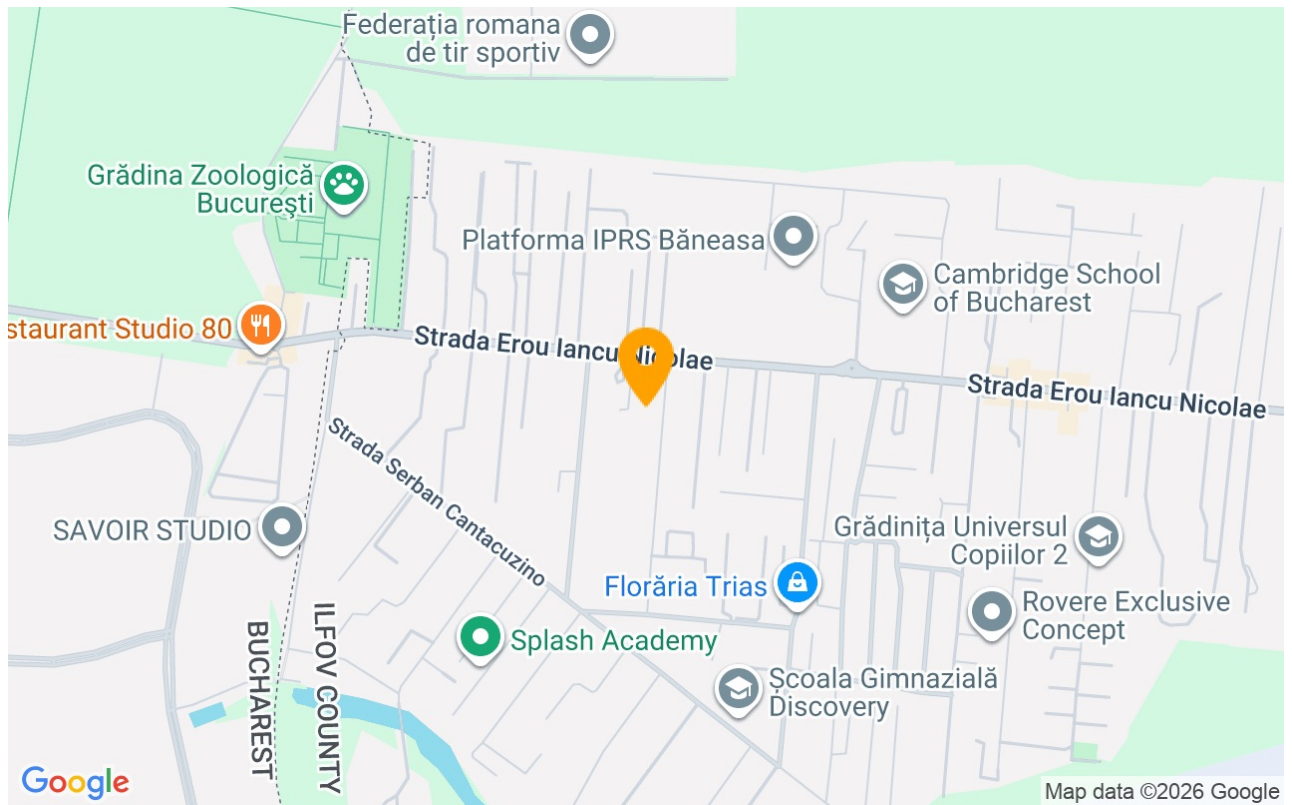 Federația romana
de tir sportiv
Grădina Zoologică
Bucureşti
Platforma IPRS Băneasa
Cambridge School
of Bucharest
staurant Studio 80
Strada Erou Iancu Nicolae
Strada Erou Iancu Nicolae
Strada Serban Cantacuzino
SAVOIR STUDIO
Grădinița Universul
Copiilor 2
Florăria Trias
Rovere Exclusive
Concept
Splash Academy
Școala Gimnazială
Discovery
BUCHAREST
ILFOV COUNTY
Google
Map data ©2026 Google